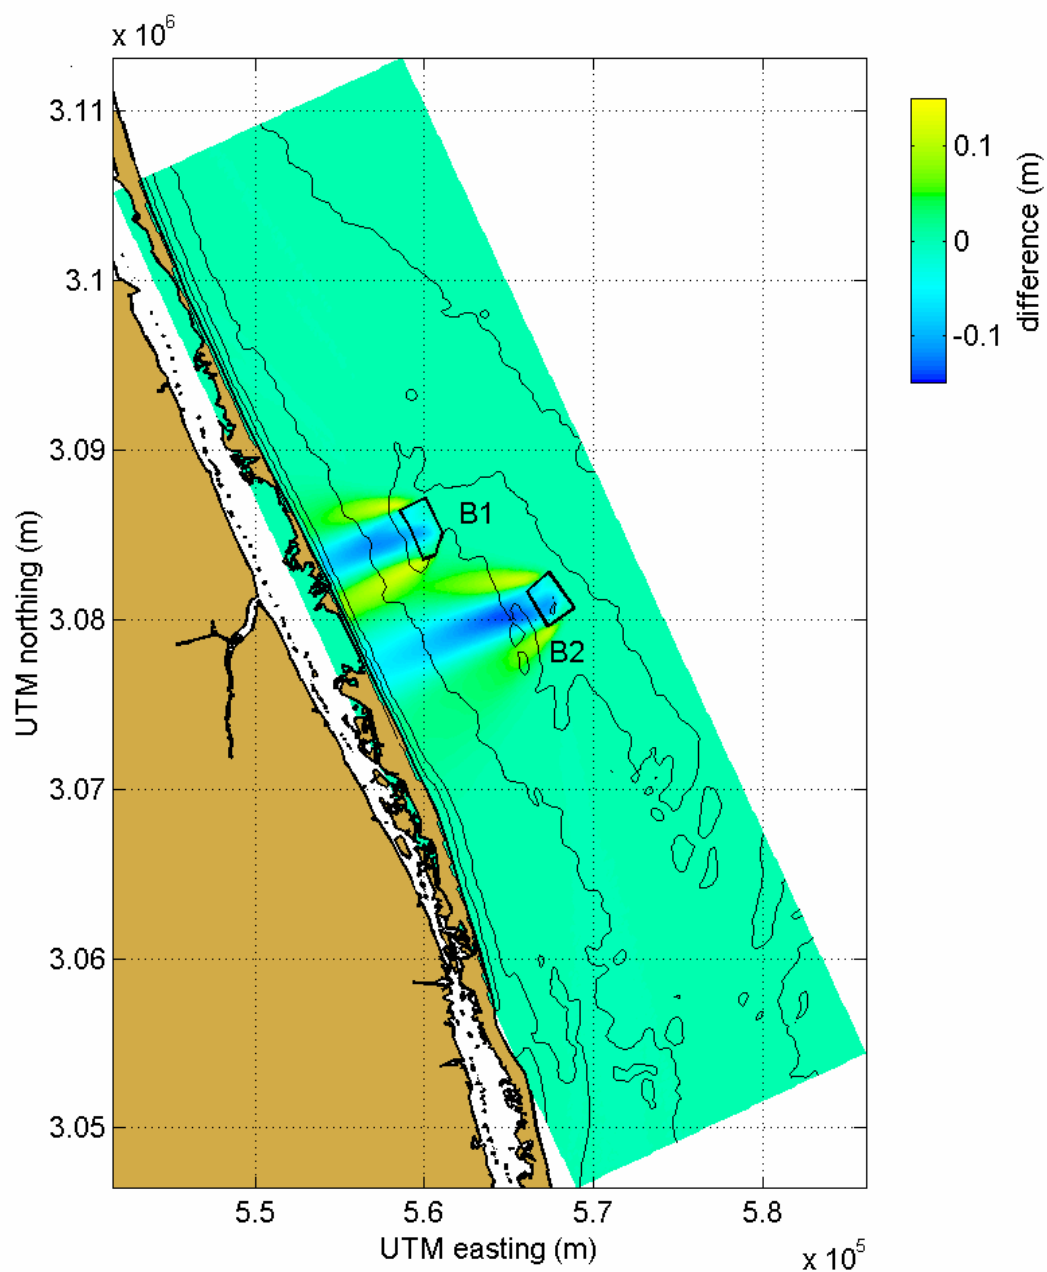 x 10^6
3.11
3.1
3.09
3.08
3.07
3.06
3.05
UTM northing (m)
B1
B2
5.5
5.6
5.7
5.8
UTM easting (m)
x 10^5
0.1
0
-0.1
difference (m)